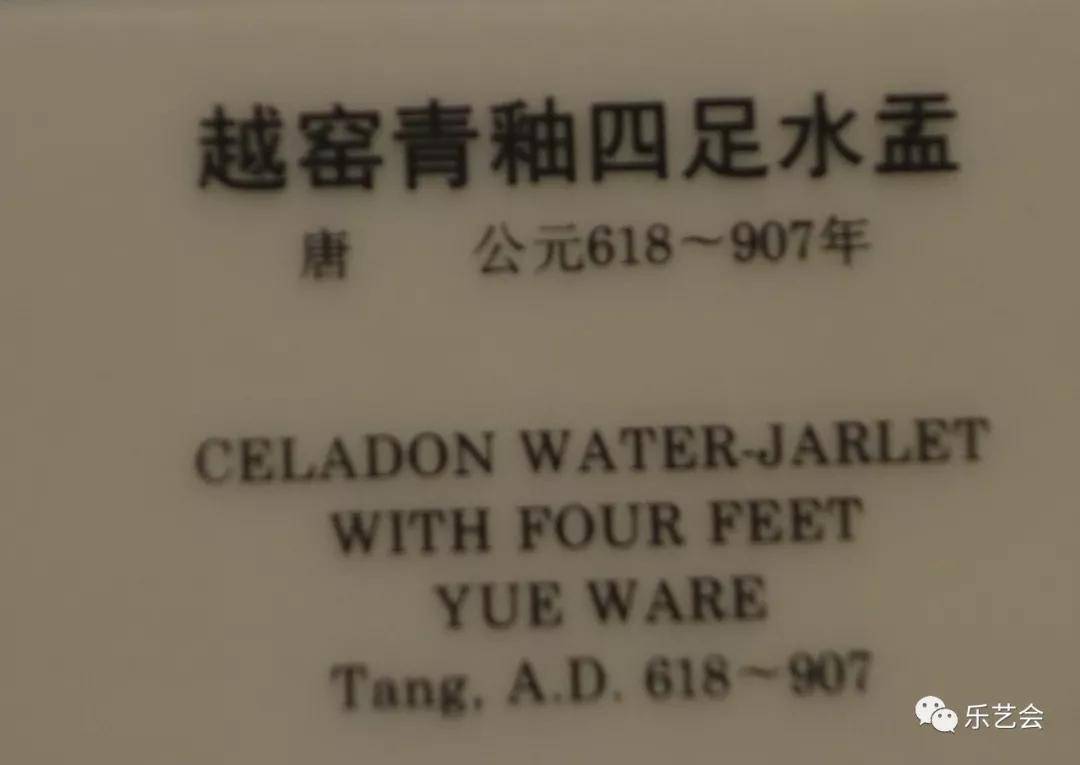 越窑青釉四足水盂
唐 公元618～907年
CELADON WATER-JARLET
WITH FOUR FEET
YUE WARE
Tang, A.D. 618～907
乐艺会